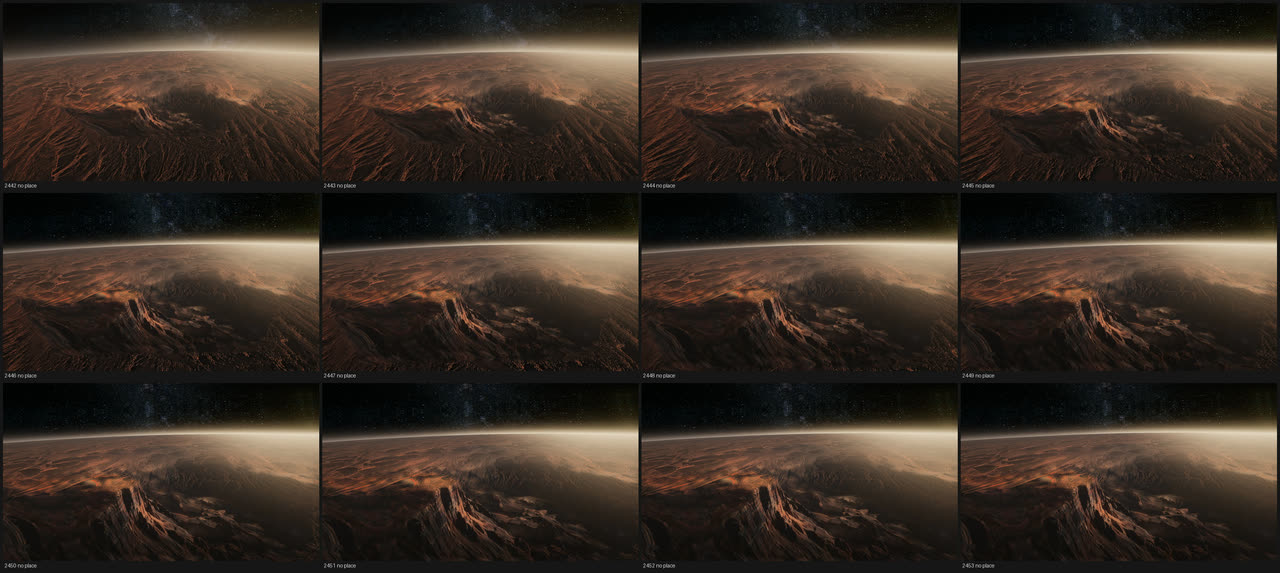 2442 no place
2443 no place
2444 no place
2445 no place
2446 no place
2447 no place
2448 no place
2449 no place
2450 no place
2451 no place
2452 no place
2453 no place